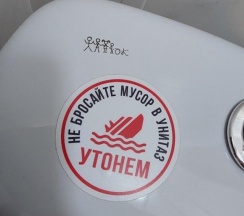 НЕ БРОСАЙТЕ МУСОР В УНИТАЗ
УТОНЕМ